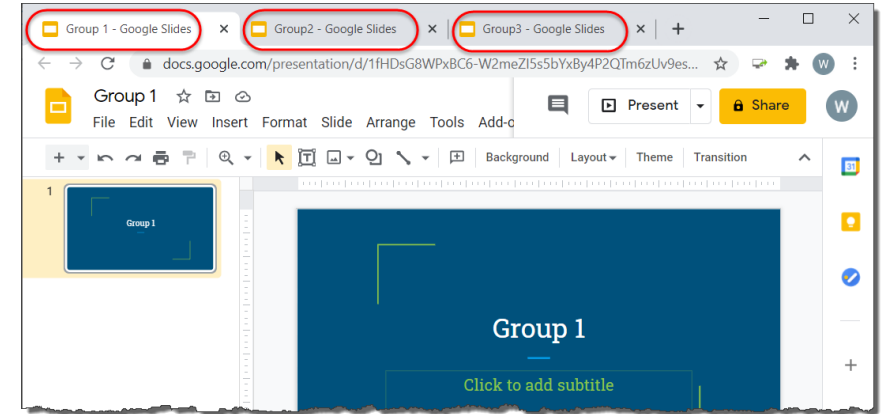 Group 1 - Google Slides
Group2 - Google Slides
Group3 - Google Slides
docs.google.com/presentation/d/1fHDsG8WPxBC6-W2meZI5s5bYxBy4P2QTm6zUv9es...
W
Group 1
File Edit View Insert Format Slide Arrange Tools Add-o
Present
Share
W
Background Layout Theme Transition
31
1
Group 1
Group 1
Click to add subtitle